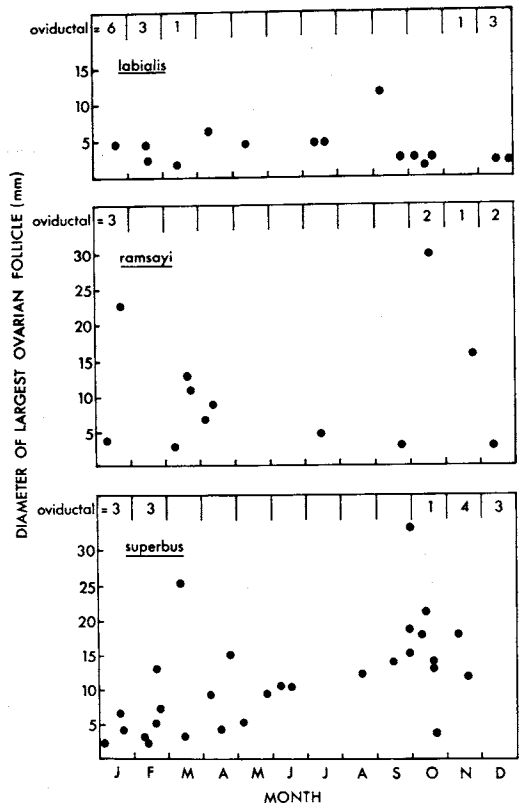 oviductal = 6 3 1 1 3
labialis
15
10
5
oviductal = 3 2 1 2
ramsayi
30
25
20
15
10
5
oviductal = 3 3 1 4 3
superbus
30
25
20
15
10
5
J F M A M J J A S O N D
MONTH
DIAMETER OF LARGEST OVARIAN FOLLICLE (mm)